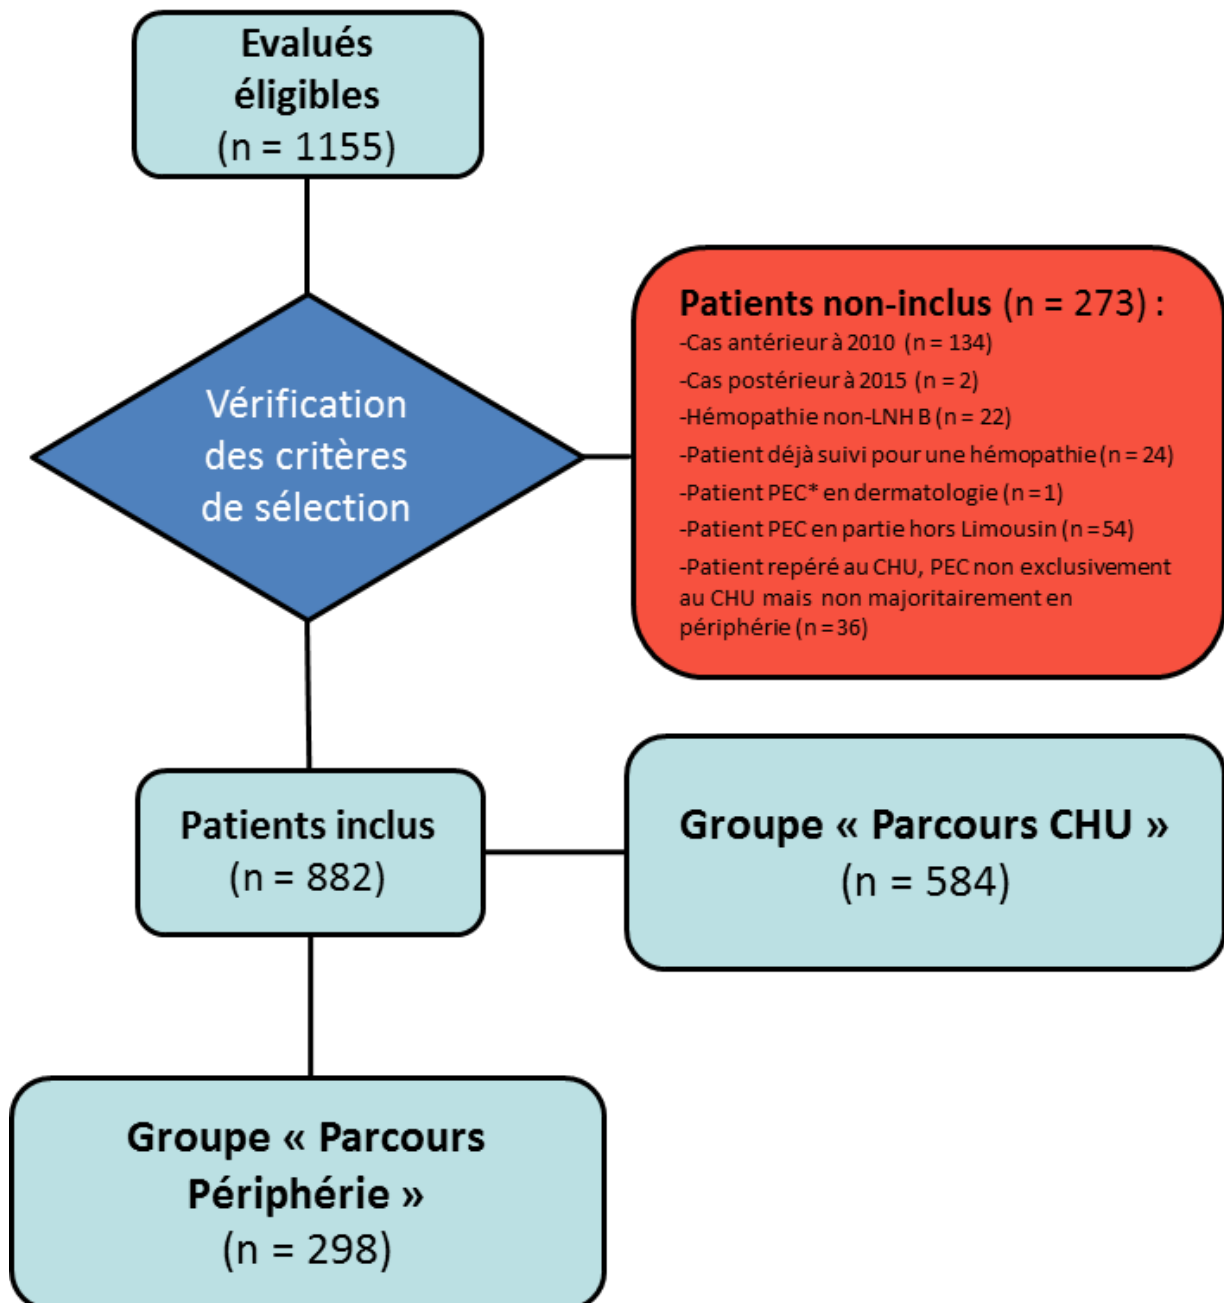 Evalués
éligibles
(n = 1155)
Vérification
des critères
de sélection
Patients non-inclus (n = 273) :
-Cas antérieur à 2010 (n = 134)
-Cas postérieur à 2015 (n = 2)
-Hémopathie non-LNH B (n = 22)
-Patient déjà suivi pour une hémopathie (n = 24)
-Patient PEC* en dermatologie (n = 1)
-Patient PEC en partie hors Limousin (n = 54)
-Patient repéré au CHU, PEC non exclusivement
au CHU mais non majoritairement en
périphérie (n = 36)
Patients inclus
(n = 882)
Groupe « Parcours CHU »
(n = 584)
Groupe « Parcours
Périphérie »
(n = 298)